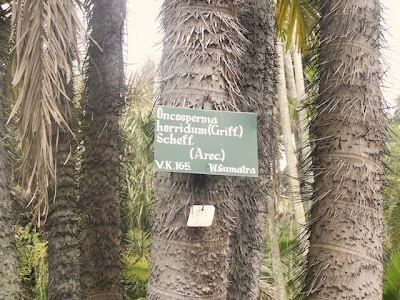 Oncosperma
horridum (Griff.)
Scheff.
(Arec.)
V.K.165. W.Sumatra